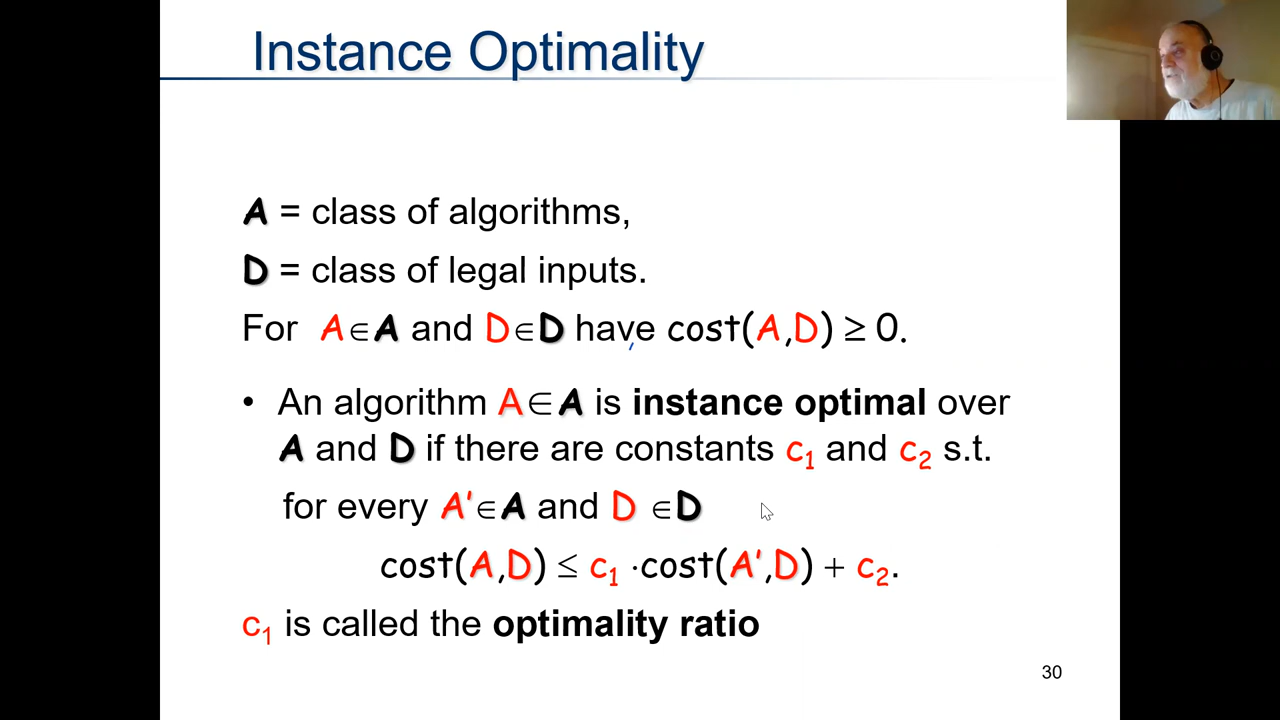 Instance Optimality
A = class of algorithms,
D = class of legal inputs.
For A∈A and D∈D have cost(A,D) ≥ 0.
• An algorithm A∈A is instance optimal over
A and D if there are constants c₁ and c₂ s.t.
for every A'∈A and D ∈D
cost(A,D) ≤ c₁ ·cost(A',D) + c₂.
c₁ is called the optimality ratio
30